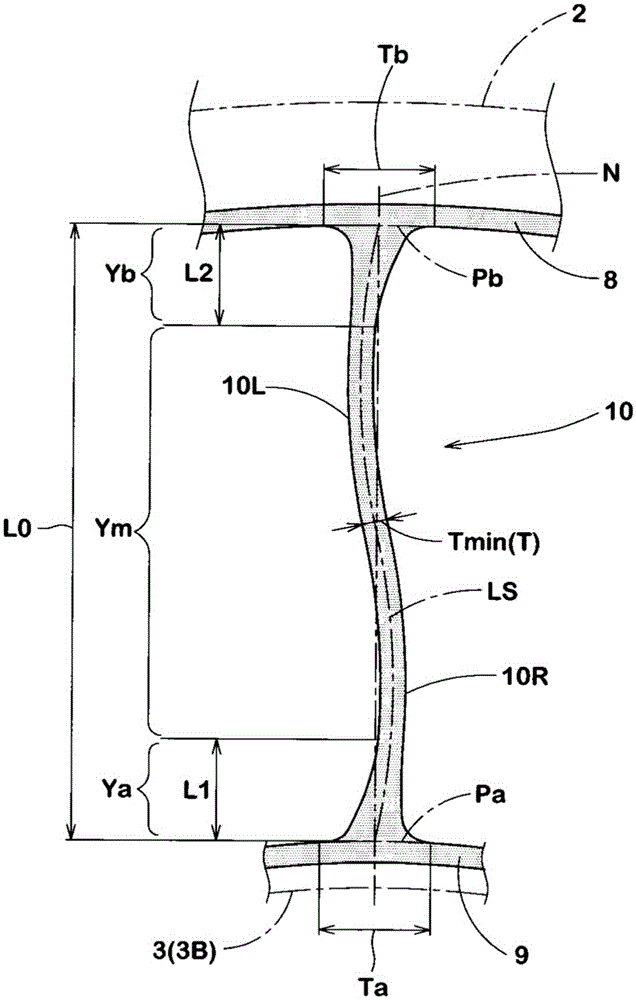 2
Tb
N
Yb
L2
Pb
8
10L
10
L0
Ym
Tmin(T)
LS
10R
Ya
L1
Pa
3(3B)
9
Ta